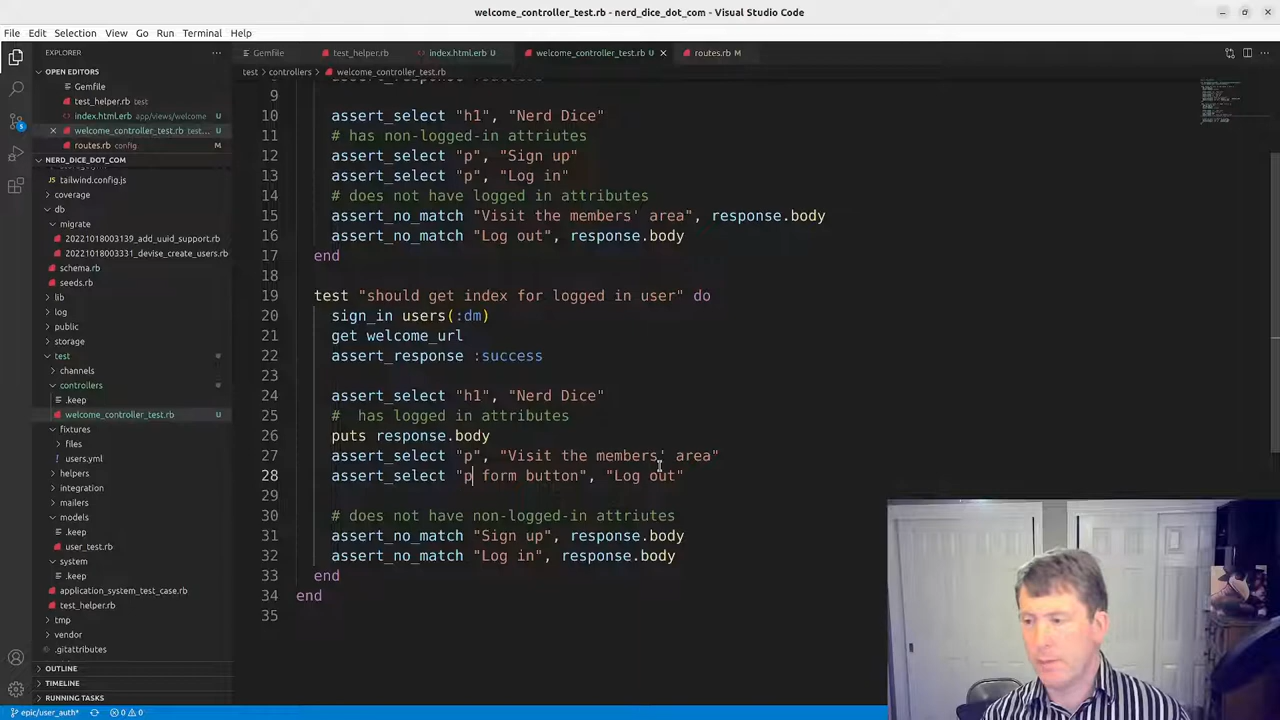 welcome_controller_test.rb - nerd_dice_dot_com - Visual Studio Code
File Edit Selection View Go Run Terminal Help
EXPLORER
Gemfile test_helper.rb index.html.erb U welcome_controller_test.rb U routes.rb M
OPEN EDITORS
test controllers welcome_controller_test.rb
Gemfile
test_helper.rb test
index.html.erb app/views/welcome U
welcome_controller_test.rb test... U
routes.rb config M
NERD_DICE_DOT_COM
tailwind.config.js
coverage
db
migrate
20221018003139_add_uuid_support.rb
20221018003331_devise_create_users.rb
schema.rb
seeds.rb
lib
log
public
storage
test
channels
controllers
.keep
welcome_controller_test.rb U
fixtures
files
users.yml
helpers
integration
mailers
models
.keep
user_test.rb
system
.keep
application_system_test_case.rb
test_helper.rb
tmp
vendor
.gitattributes
OUTLINE
TIMELINE
RUNNING TASKS
epic/user_auth* 0 0
5
9
10 assert_select "h1", "Nerd Dice"
11 # has non-logged-in attriutes
12 assert_select "p", "Sign up"
13 assert_select "p", "Log in"
14 # does not have logged in attributes
15 assert_no_match "Visit the members' area", response.body
16 assert_no_match "Log out", response.body
17 end
18
19 test "should get index for logged in user" do
20 sign_in users(:dm)
21 get welcome_url
22 assert_response :success
23
24 assert_select "h1", "Nerd Dice"
25 #  has logged in attributes
26 puts response.body
27 assert_select "p", "Visit the members' area"
28 assert_select "p form button", "Log out"
29
30 # does not have non-logged-in attriutes
31 assert_no_match "Sign up", response.body
32 assert_no_match "Log in", response.body
33 end
34 end
35